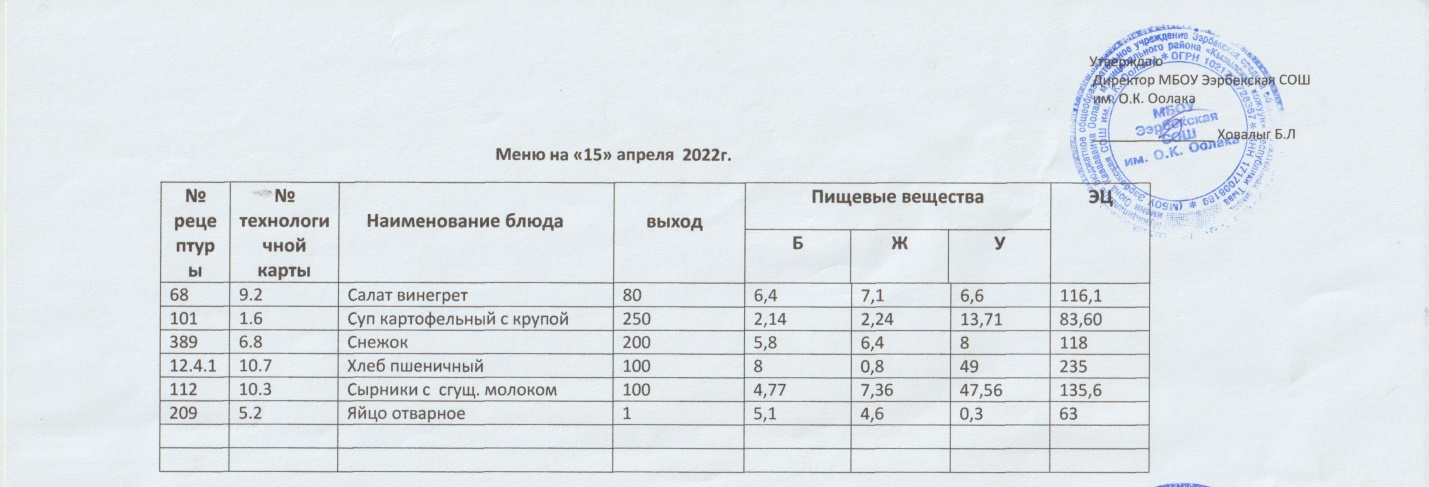 Утверждаю
Директор МБОУ Ээрбекская СОШ
им. О.К. Оолака
Ховалыг Б.Л
МБОУ
Ээрбекская
СОШ
им. О.К. Оолака
Меню на «15» апреля 2022г.
№ рецептуры № технологичной карты Наименование блюда выход Пищевые вещества ЭЦ
Б Ж У
68 9.2 Салат винегрет 80 6,4 7,1 6,6 116,1
101 1.6 Суп картофельный с крупой 250 2,14 2,24 13,71 83,60
389 6.8 Снежок 200 5,8 6,4 8 118
12.4.1 10.7 Хлеб пшеничный 100 8 0,8 49 235
112 10.3 Сырники с сгущ. молоком 100 4,77 7,36 47,56 135,6
209 5.2 Яйцо отварное 1 5,1 4,6 0,3 63